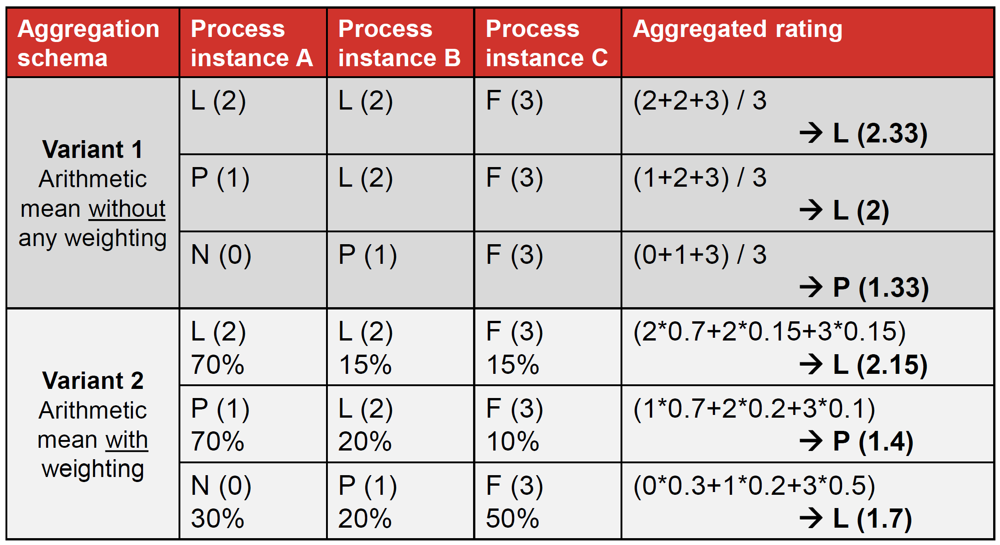 Aggregation
schema
Process
instance A
Process
instance B
Process
instance C
Aggregated rating
Variant 1
Arithmetic
mean without
any weighting
L (2)
L (2)
F (3)
(2+2+3) / 3
→ L (2.33)
P (1)
L (2)
F (3)
(1+2+3) / 3
→ L (2)
N (0)
P (1)
F (3)
(0+1+3) / 3
→ P (1.33)
Variant 2
Arithmetic
mean with
weighting
L (2)
70%
L (2)
15%
F (3)
15%
(2*0.7+2*0.15+3*0.15)
→ L (2.15)
P (1)
70%
L (2)
20%
F (3)
10%
(1*0.7+2*0.2+3*0.1)
→ P (1.4)
N (0)
30%
P (1)
20%
F (3)
50%
(0*0.3+1*0.2+3*0.5)
→ L (1.7)